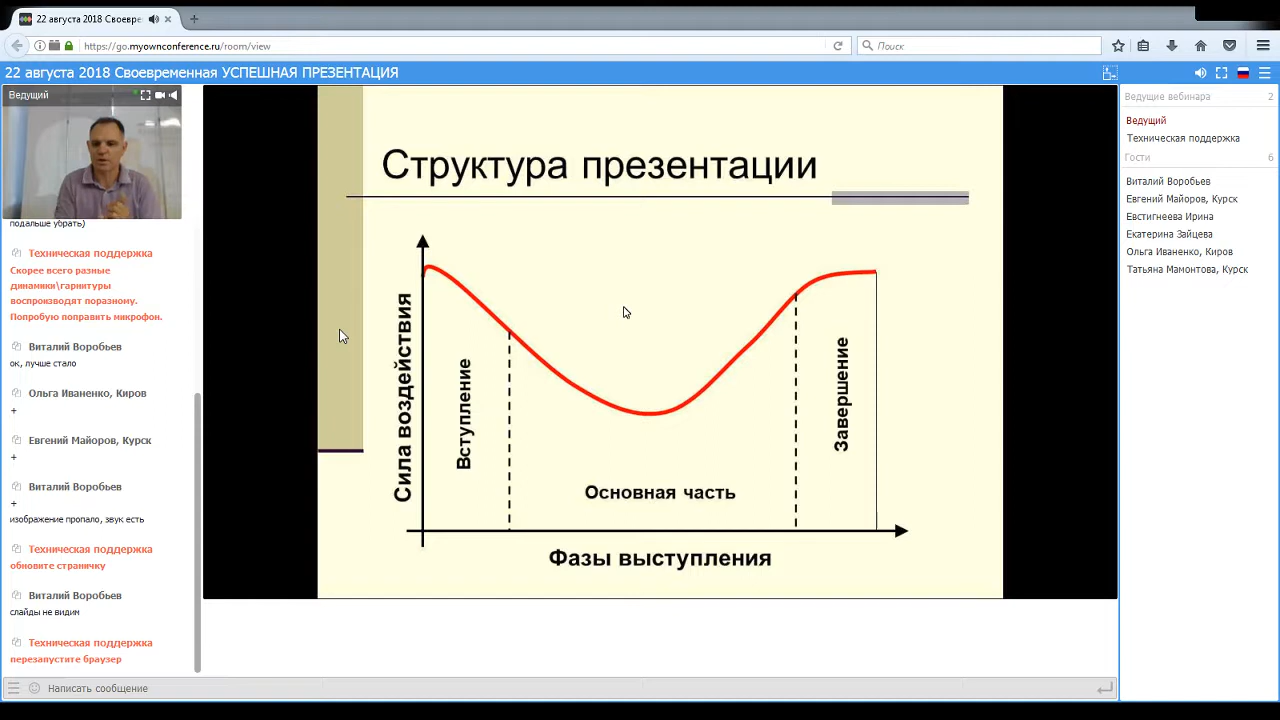 22 августа 2018 Своевре
https://go.myownconference.ru/room/view
Поиск
22 августа 2018 Своевременная УСПЕШНАЯ ПРЕЗЕНТАЦИЯ
Ведущий
подальше убрать)
Техническая поддержка
Скорее всего разные
динамики\гарнитуры
воспроизводят поразному.
Попробую поправить микрофон.
Виталий Воробьев
ок, лучше стало
Ольга Иваненко, Киров
+
Евгений Майоров, Курск
+
Виталий Воробьев
+
изображение пропало, звук есть
Техническая поддержка
обновите страничку
Виталий Воробьев
слайды не видим
Техническая поддержка
перезапустите браузер
Написать сообщение
Структура презентации
Сила воздействия
Вступление
Основная часть
Завершение
Фазы выступления
Ведущие вебинара 2
Ведущий
Техническая поддержка
Гости 6
Виталий Воробьев
Евгений Майоров, Курск
Евстигнеева Ирина
Екатерина Зайцева
Ольга Иваненко, Киров
Татьяна Мамонтова, Курск